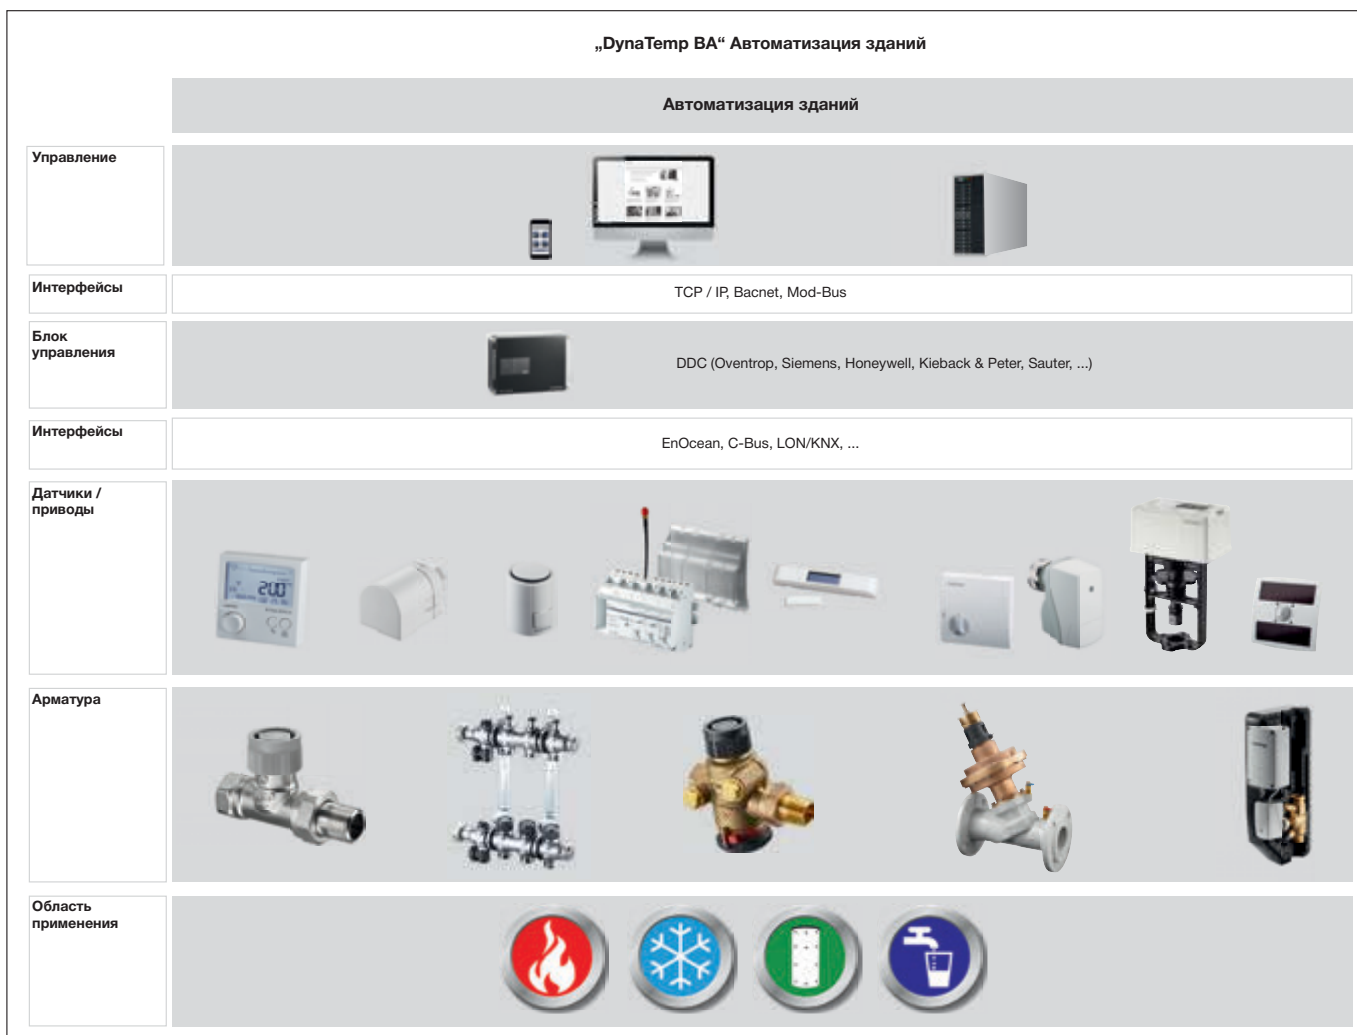 „DynaTemp BA“ Автоматизация зданий
Автоматизация зданий
Управление
Интерфейсы
TCP / IP, Bacnet, Mod-Bus
Блок
управления
DDC (Oventrop, Siemens, Honeywell, Kieback & Peter, Sauter, ...)
Интерфейсы
EnOcean, C-Bus, LON/KNX, ...
Датчики /
приводы
Арматура
Область
применения